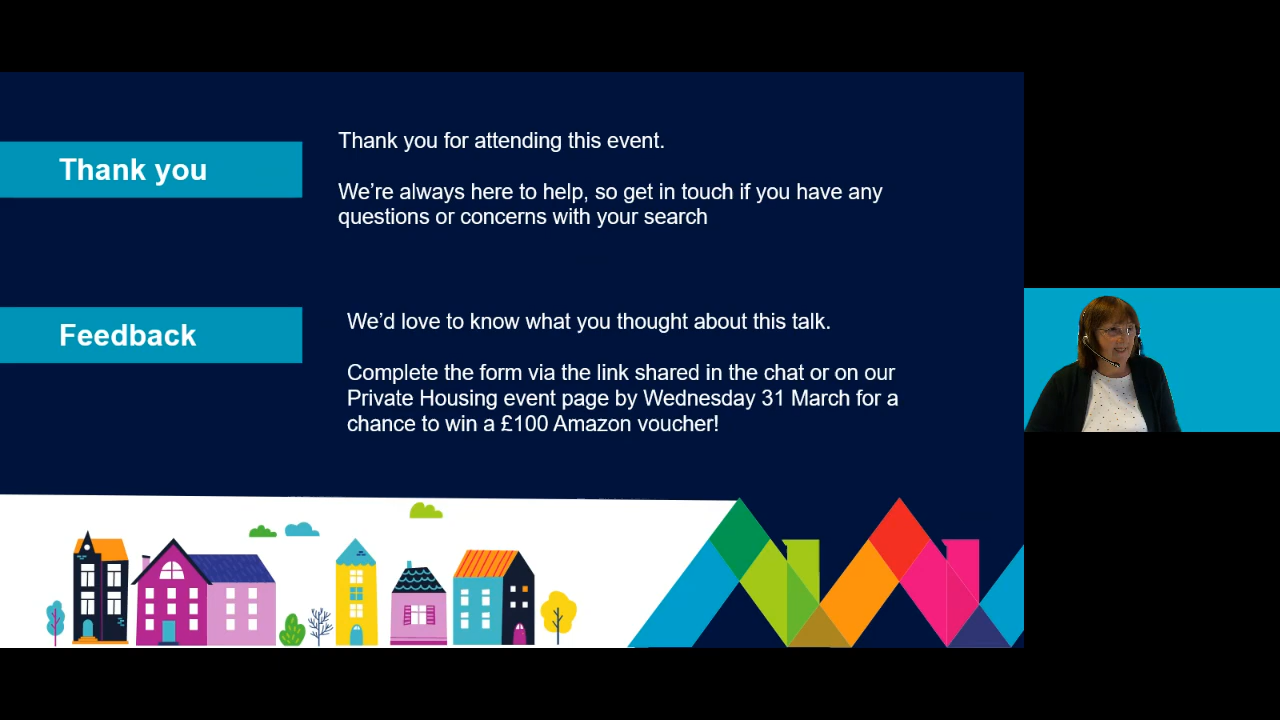 Thank you
Thank you for attending this event.
We’re always here to help, so get in touch if you have any
questions or concerns with your search
Feedback
We’d love to know what you thought about this talk.
Complete the form via the link shared in the chat or on our
Private Housing event page by Wednesday 31 March for a
chance to win a £100 Amazon voucher!